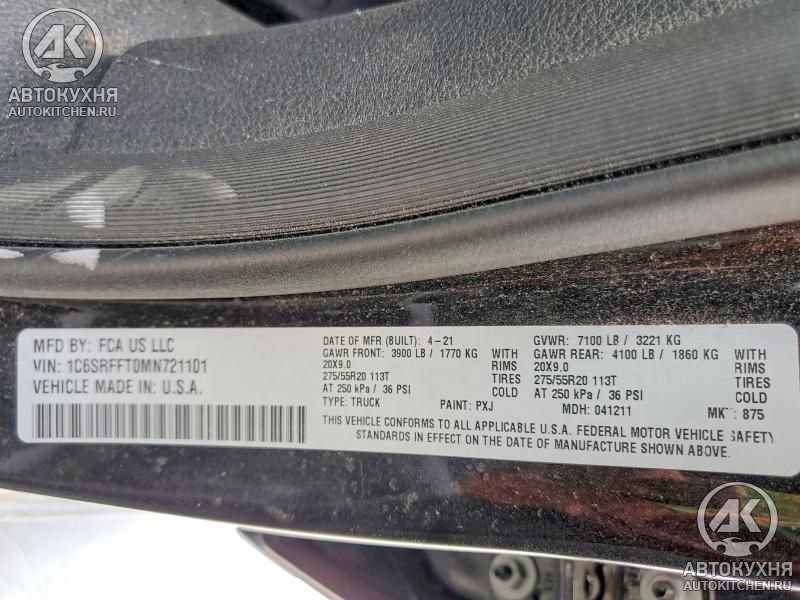 AK
АВТОКУХНЯ
AUTOKITCHEN.RU
MFD BY: FCA US LLC
VIN: 1C6SRFFT0MN721101
VEHICLE MADE IN U.S.A.
DATE OF MFR (BUILT): 4-21 GVWR: 7100 LB / 3221 KG
GAWR FRONT: 3900 LB / 1770 KG WITH GAWR REAR: 4100 LB / 1860 KG WITH
20X9.0 RIMS 20X9.0 RIMS
275/55R20 113T TIRES 275/55R20 113T TIRES
AT 250 kPa / 36 PSI COLD AT 250 kPa / 36 PSI COLD
TYPE: TRUCK PAINT: PXJ MDH: 041211 875
THIS VEHICLE CONFORMS TO ALL APPLICABLE U.S.A. FEDERAL MOTOR VEHICLE SAFETY
STANDARDS IN EFFECT ON THE DATE OF MANUFACTURE SHOWN ABOVE.
AK
АВТОКУХНЯ
AUTOKITCHEN.RU